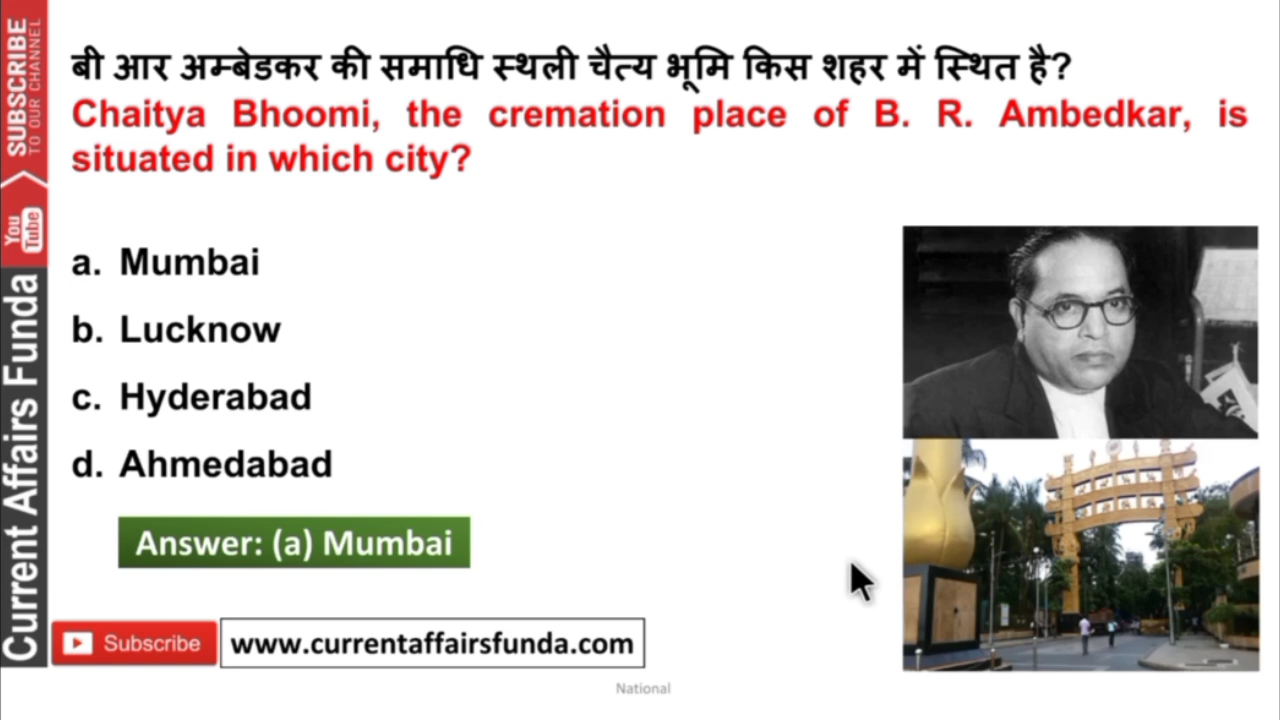 SUBSCRIBE
TO OUR CHANNEL
You
Tube
Current Affairs Funda
बी आर अम्बेडकर की समाधि स्थली चैत्य भूमि किस शहर में स्थित है?
Chaitya Bhoomi, the cremation place of B. R. Ambedkar, is
situated in which city?
a. Mumbai
b. Lucknow
c. Hyderabad
d. Ahmedabad
Answer: (a) Mumbai
Subscribe
www.currentaffairsfunda.com
National